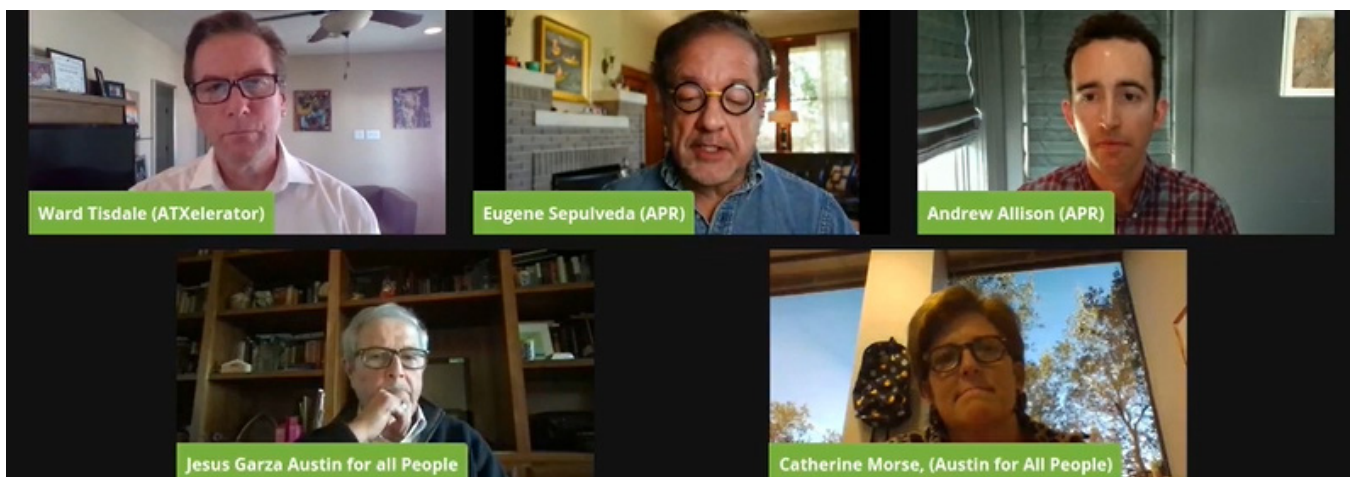 Ward Tisdale (ATXelerator)
Eugene Sepulveda (APR)
Andrew Allison (APR)
Jesus Garza Austin for all People
Catherine Morse, (Austin for All People)